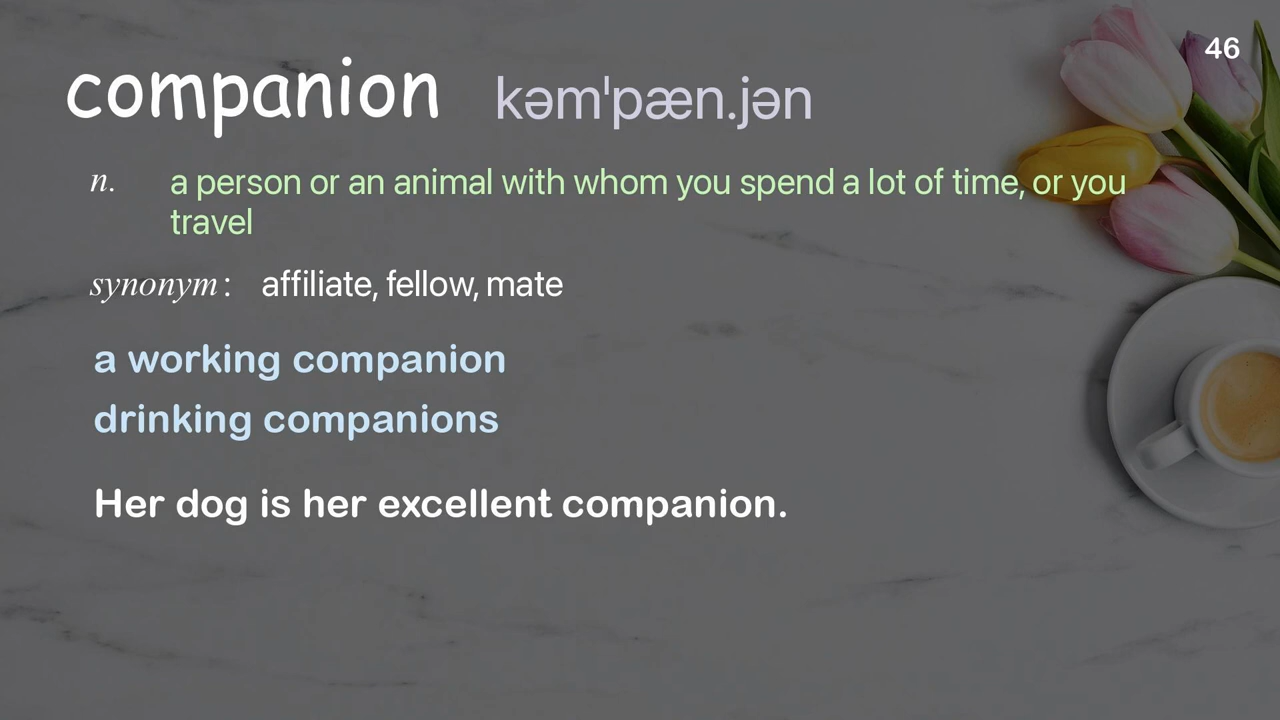 46
companion kəm'pæn.jən
n. a person or an animal with whom you spend a lot of time, or you
travel
synonym: affiliate, fellow, mate
a working companion
drinking companions
Her dog is her excellent companion.